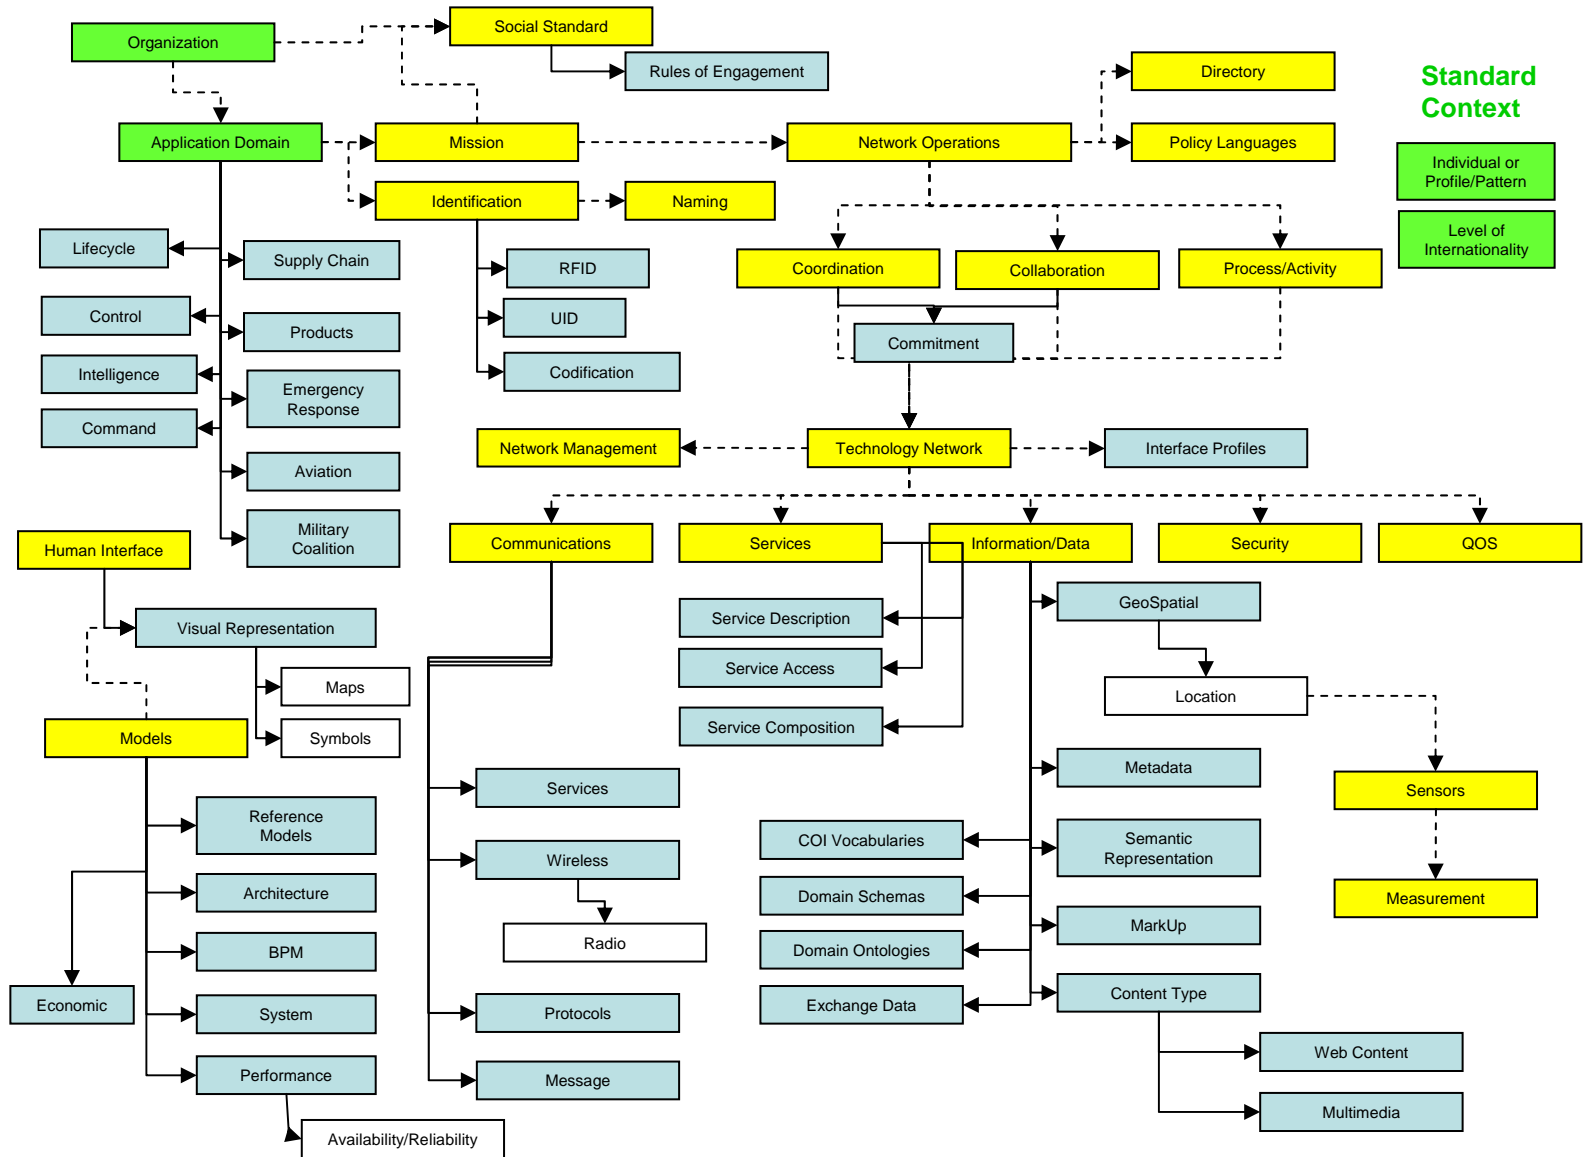 Organization
Social Standard
Rules of Engagement
Directory
Standard
Context
Application Domain
Mission
Network Operations
Policy Languages
Individual or
Profile/Pattern
Identification
Naming
Level of
Internationality
Lifecycle
Supply Chain
RFID
Coordination
Collaboration
Process/Activity
Control
Products
UID
Commitment
Intelligence
Emergency
Response
Codification
Command
Network Management
Technology Network
Interface Profiles
Aviation
Military
Coalition
Human Interface
Communications
Services
Information/Data
Security
QOS
Visual Representation
Service Description
GeoSpatial
Maps
Service Access
Location
Models
Symbols
Service Composition
Metadata
Services
Sensors
Reference
Models
COI Vocabularies
Semantic
Representation
Wireless
Architecture
Domain Schemas
Measurement
MarkUp
Radio
BPM
Domain Ontologies
Economic
System
Protocols
Exchange Data
Content Type
Web Content
Performance
Message
Multimedia
Availability/Reliability